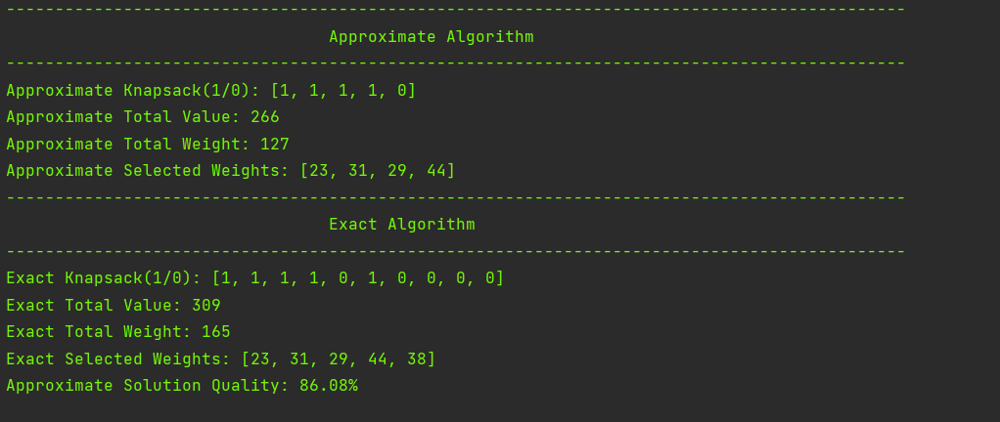 --------------------------------------------------------------------------------------------
Approximate Algorithm
--------------------------------------------------------------------------------------------
Approximate Knapsack(1/0): [1, 1, 1, 1, 0]
Approximate Total Value: 266
Approximate Total Weight: 127
Approximate Selected Weights: [23, 31, 29, 44]
--------------------------------------------------------------------------------------------
Exact Algorithm
--------------------------------------------------------------------------------------------
Exact Knapsack(1/0): [1, 1, 1, 1, 0, 1, 0, 0, 0, 0]
Exact Total Value: 309
Exact Total Weight: 165
Exact Selected Weights: [23, 31, 29, 44, 38]
Approximate Solution Quality: 86.08%